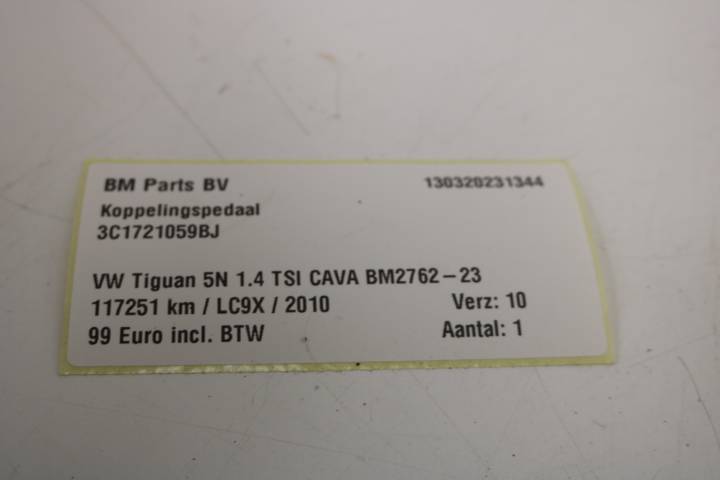 BM Parts BV 130320231344
Koppelingspedaal
3C1721059BJ
VW Tiguan 5N 1.4 TSI CAVA BM2762-23
117251 km / LC9X / 2010 Verz: 10
99 Euro incl. BTW Aantal: 1